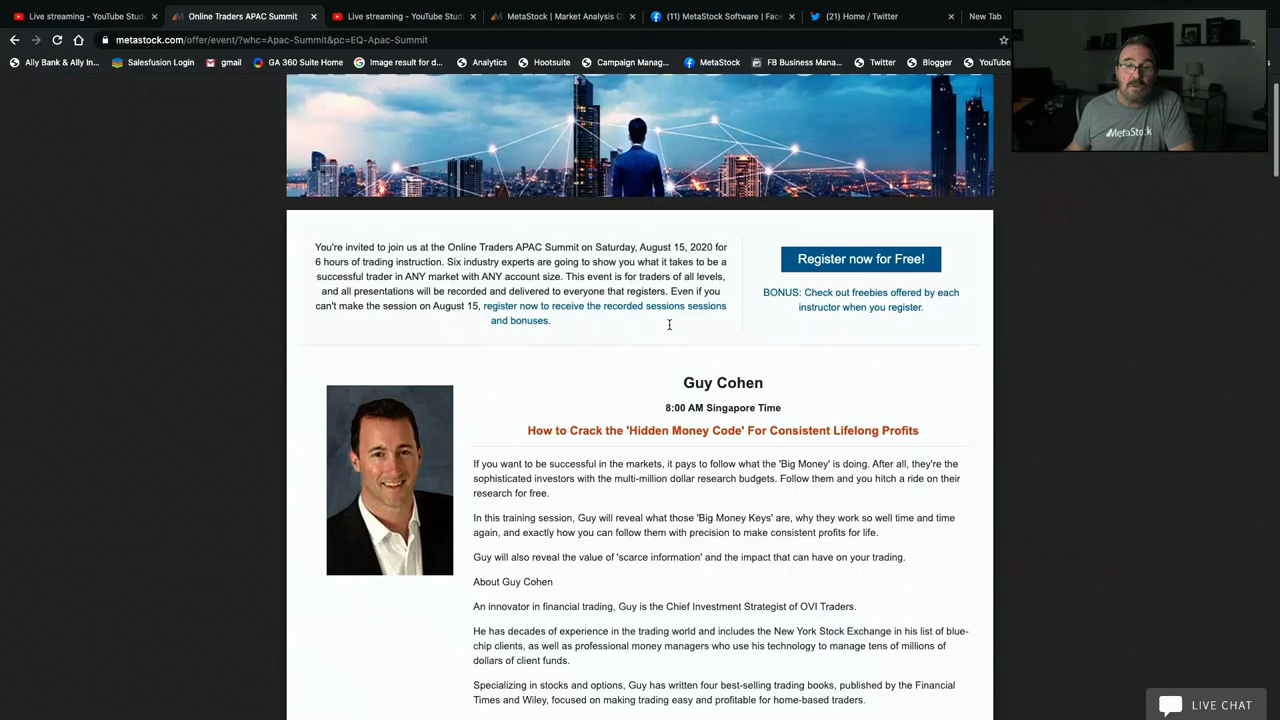 Live streaming - YouTube Stud
Online Traders APAC Summit
Live streaming - YouTube Studi
MetaStock | Market Analysis C
(11) MetaStock Software | Fac
(21) Home / Twitter
New Tab
metastock.com/offer/event/?whc=Apac-Summit&pc=EQ-Apac-Summit
Ally Bank & Ally In...
Salesfusion Login
gmail
GA 360 Suite Home
Image result for d...
Analytics
Hootsuite
Campaign Manag...
MetaStock
FB Business Mana...
Twitter
Blogger
YouTube
MetaStock
You're invited to join us at the Online Traders APAC Summit on Saturday, August 15, 2020 for
6 hours of trading instruction. Six industry experts are going to show you what it takes to be a
successful trader in ANY market with ANY account size. This event is for traders of all levels,
and all presentations will be recorded and delivered to everyone that registers. Even if you
can't make the session on August 15, register now to receive the recorded sessions sessions
and bonuses.
Register now for Free!
BONUS: Check out freebies offered by each
instructor when you register.
Guy Cohen
8:00 AM Singapore Time
How to Crack the 'Hidden Money Code' For Consistent Lifelong Profits
If you want to be successful in the markets, it pays to follow what the 'Big Money' is doing. After all, they're the
sophisticated investors with the multi-million dollar research budgets. Follow them and you hitch a ride on their
research for free.
In this training session, Guy will reveal what those 'Big Money Keys' are, why they work so well time and time
again, and exactly how you can follow them with precision to make consistent profits for life.
Guy will also reveal the value of 'scarce information' and the impact that can have on your trading.
About Guy Cohen
An innovator in financial trading, Guy is the Chief Investment Strategist of OVI Traders.
He has decades of experience in the trading world and includes the New York Stock Exchange in his list of blue-
chip clients, as well as professional money managers who use his technology to manage tens of millions of
dollars of client funds.
Specializing in stocks and options, Guy has written four best-selling trading books, published by the Financial
Times and Wiley, focused on making trading easy and profitable for home-based traders.
LIVE CHAT